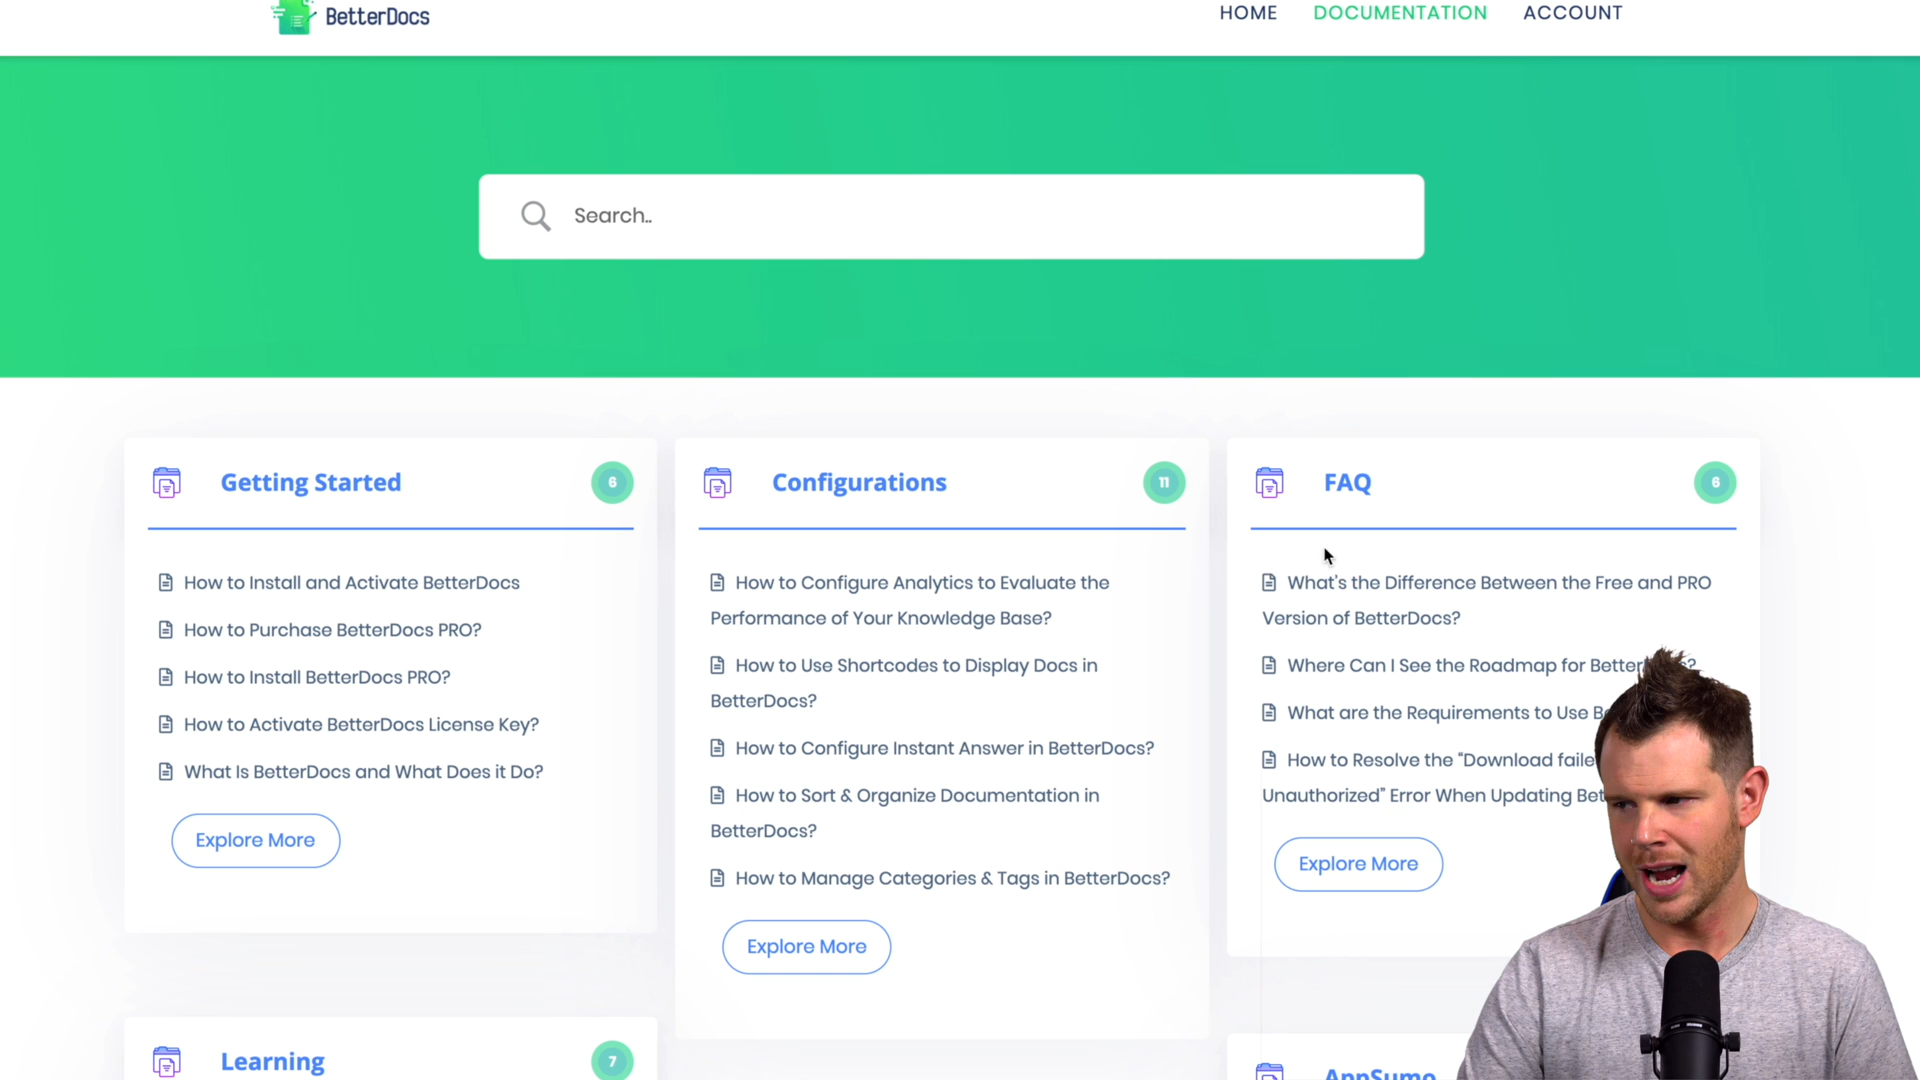 BetterDocs
HOME DOCUMENTATION ACCOUNT
Search..
Getting Started
6
How to Install and Activate BetterDocs
How to Purchase BetterDocs PRO?
How to Install BetterDocs PRO?
How to Activate BetterDocs License Key?
What Is BetterDocs and What Does it Do?
Explore More
Configurations
11
How to Configure Analytics to Evaluate the
Performance of Your Knowledge Base?
How to Use Shortcodes to Display Docs in
BetterDocs?
How to Configure Instant Answer in BetterDocs?
How to Sort & Organize Documentation in
BetterDocs?
How to Manage Categories & Tags in BetterDocs?
Explore More
FAQ
6
What's the Difference Between the Free and PRO
Version of BetterDocs?
Where Can I See the Roadmap for
What are the Requirements to Use
How to Resolve the “Download
Unauthorized” Error When Updating
Explore More
Learning
7
AppSumo